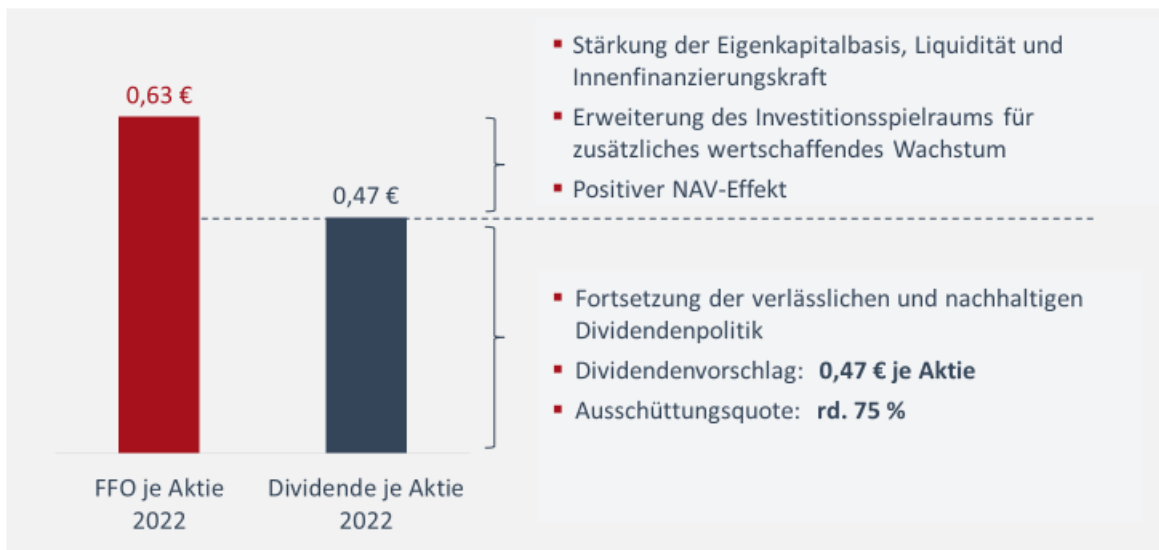 0,63 €
0,47 €
FFO je Aktie
2022
Dividende je Aktie
2022
▪ Stärkung der Eigenkapitalbasis, Liquidität und
Innenfinanzierungskraft
▪ Erweiterung des Investitionsspielraums für
zusätzliches wertschaffendes Wachstum
▪ Positiver NAV-Effekt
▪ Fortsetzung der verlässlichen und nachhaltigen
Dividendenpolitik
▪ Dividendenvorschlag: 0,47 € je Aktie
▪ Ausschüttungsquote: rd. 75 %